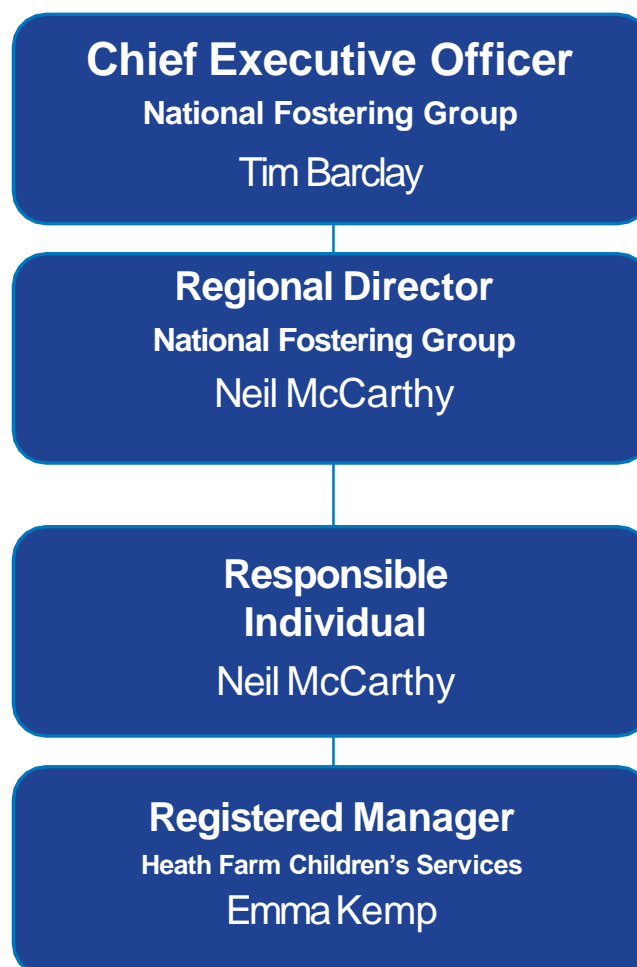 Chief Executive Officer
National Fostering Group
Tim Barclay
Regional Director
National Fostering Group
Neil McCarthy
Responsible
Individual
Neil McCarthy
Registered Manager
Heath Farm Children’s Services
Emma Kemp